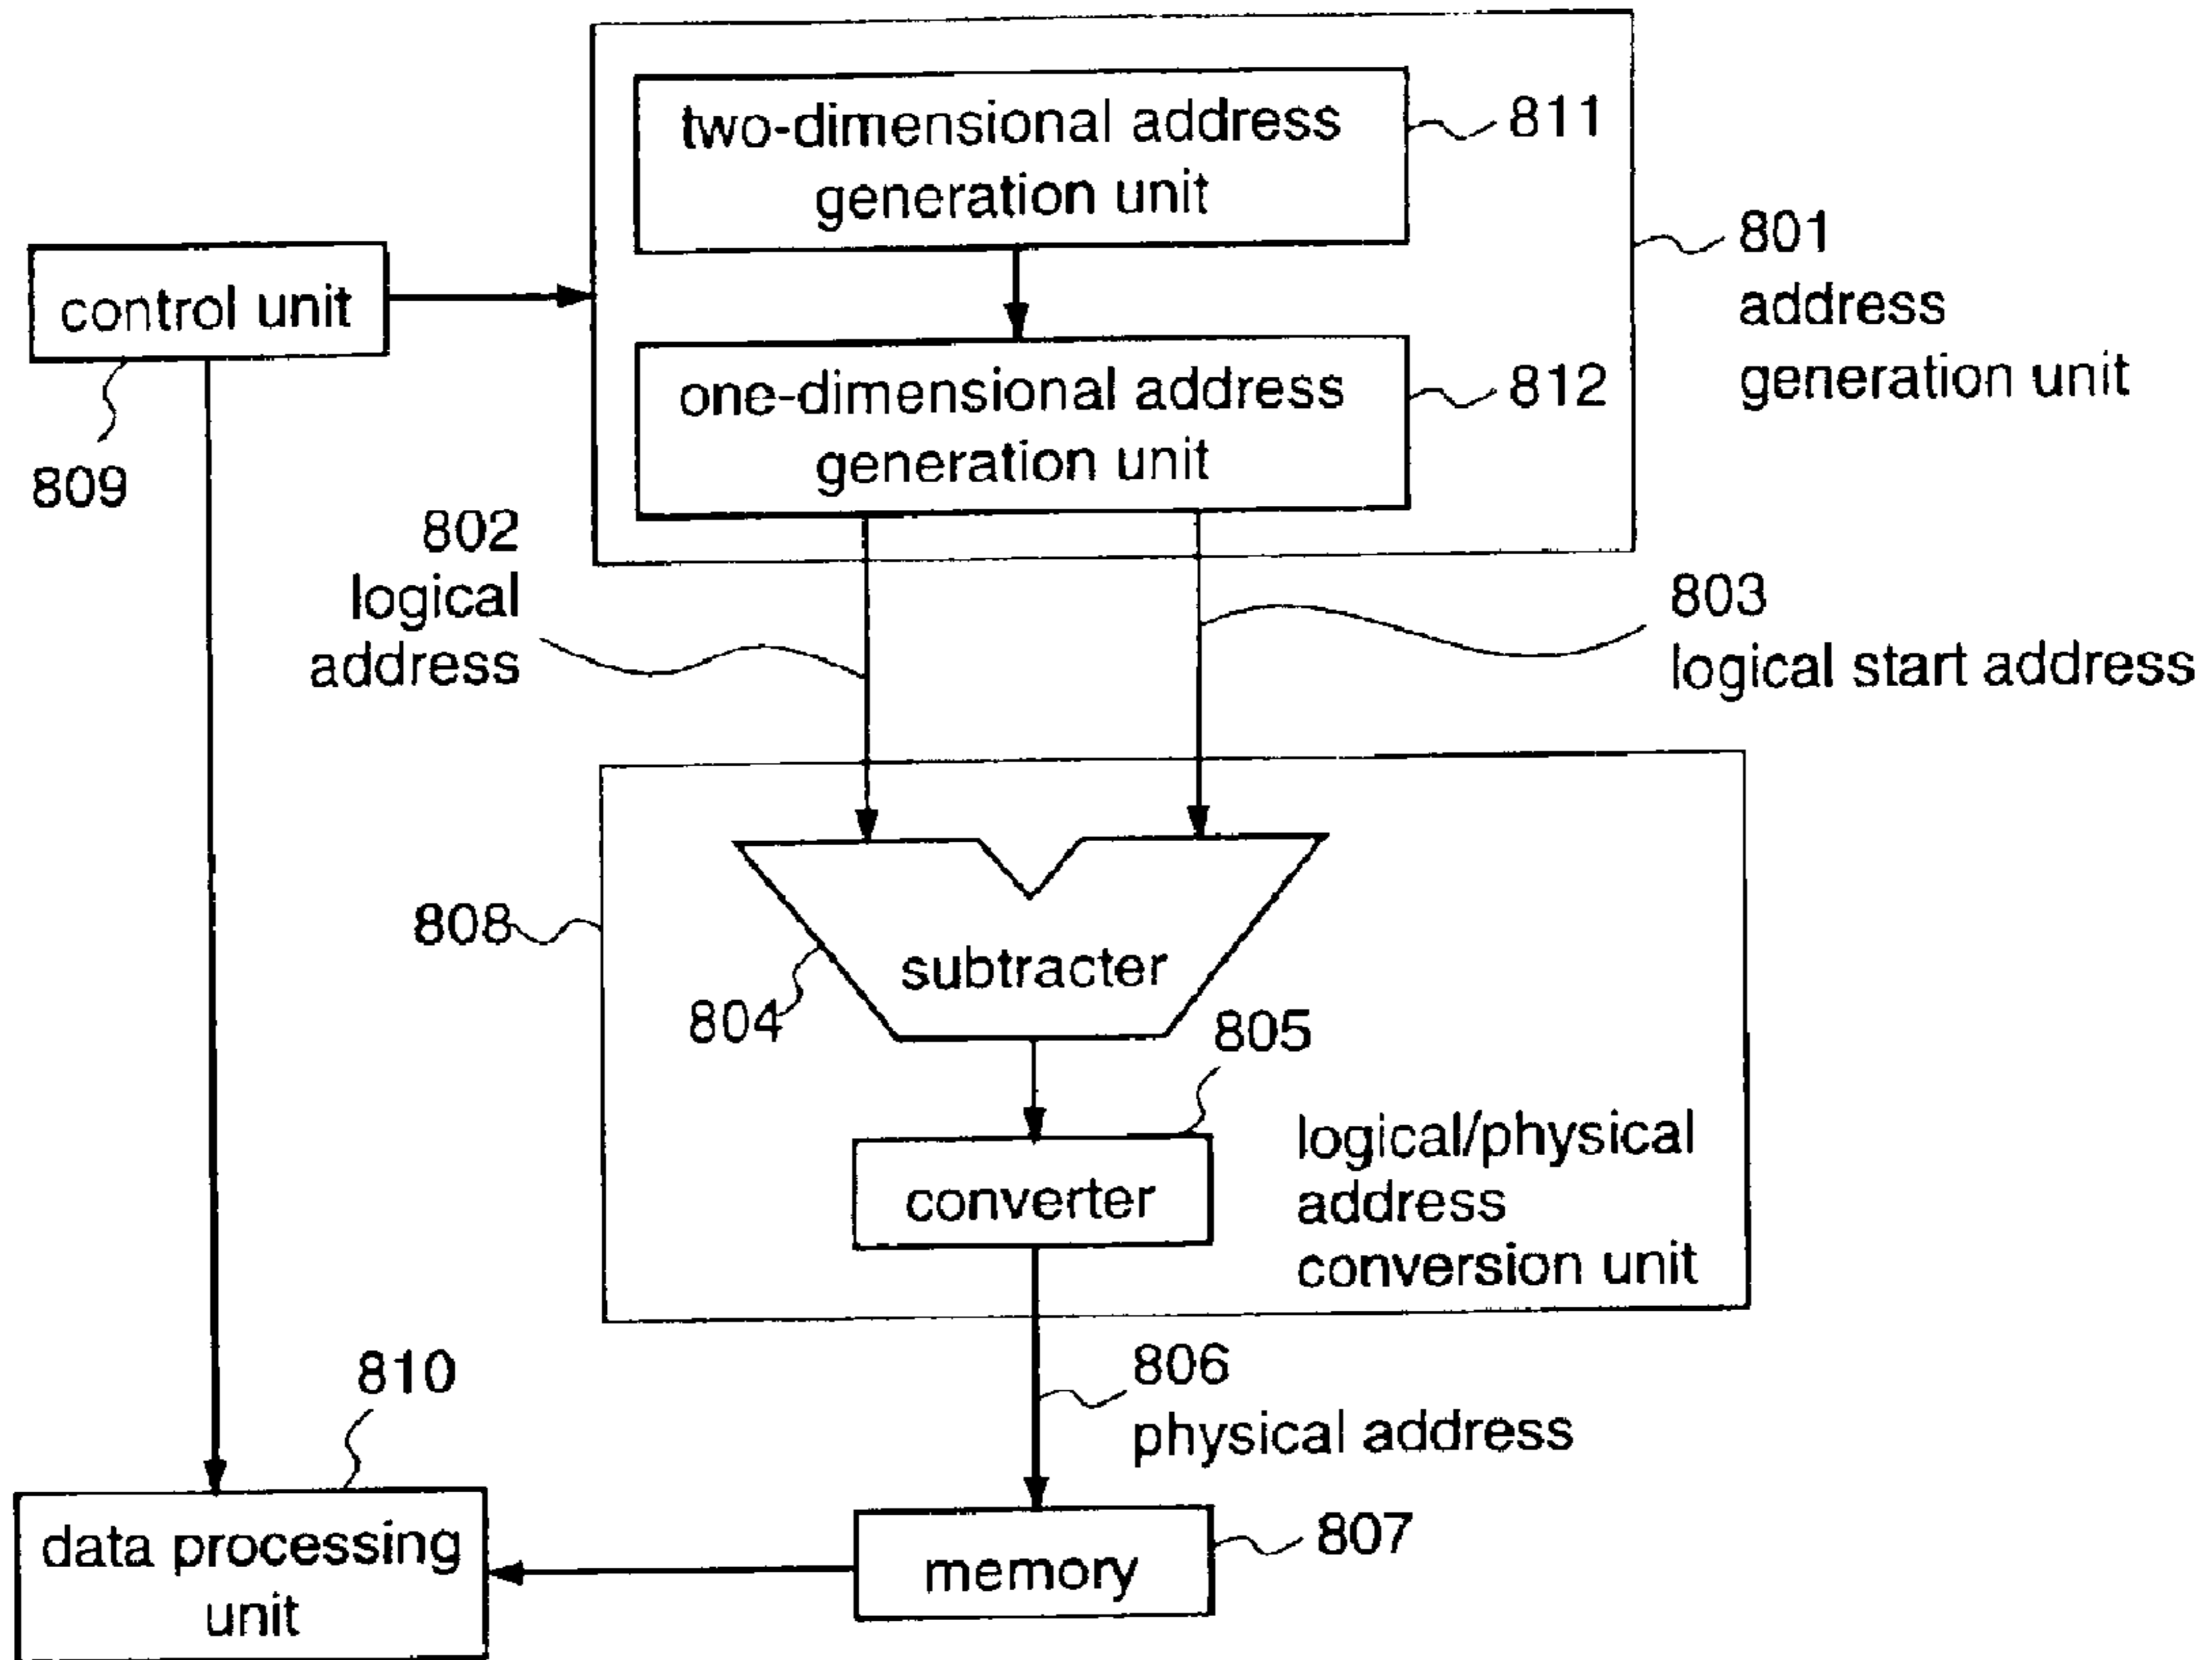 two-dimensional address
generation unit
811
801
address
generation unit
control unit
809
one-dimensional address
generation unit
812
802
logical
address
803
logical start address
808
subtracter
804
805
converter
logical/physical
address
conversion unit
806
physical address
810
data processing
unit
memory
807